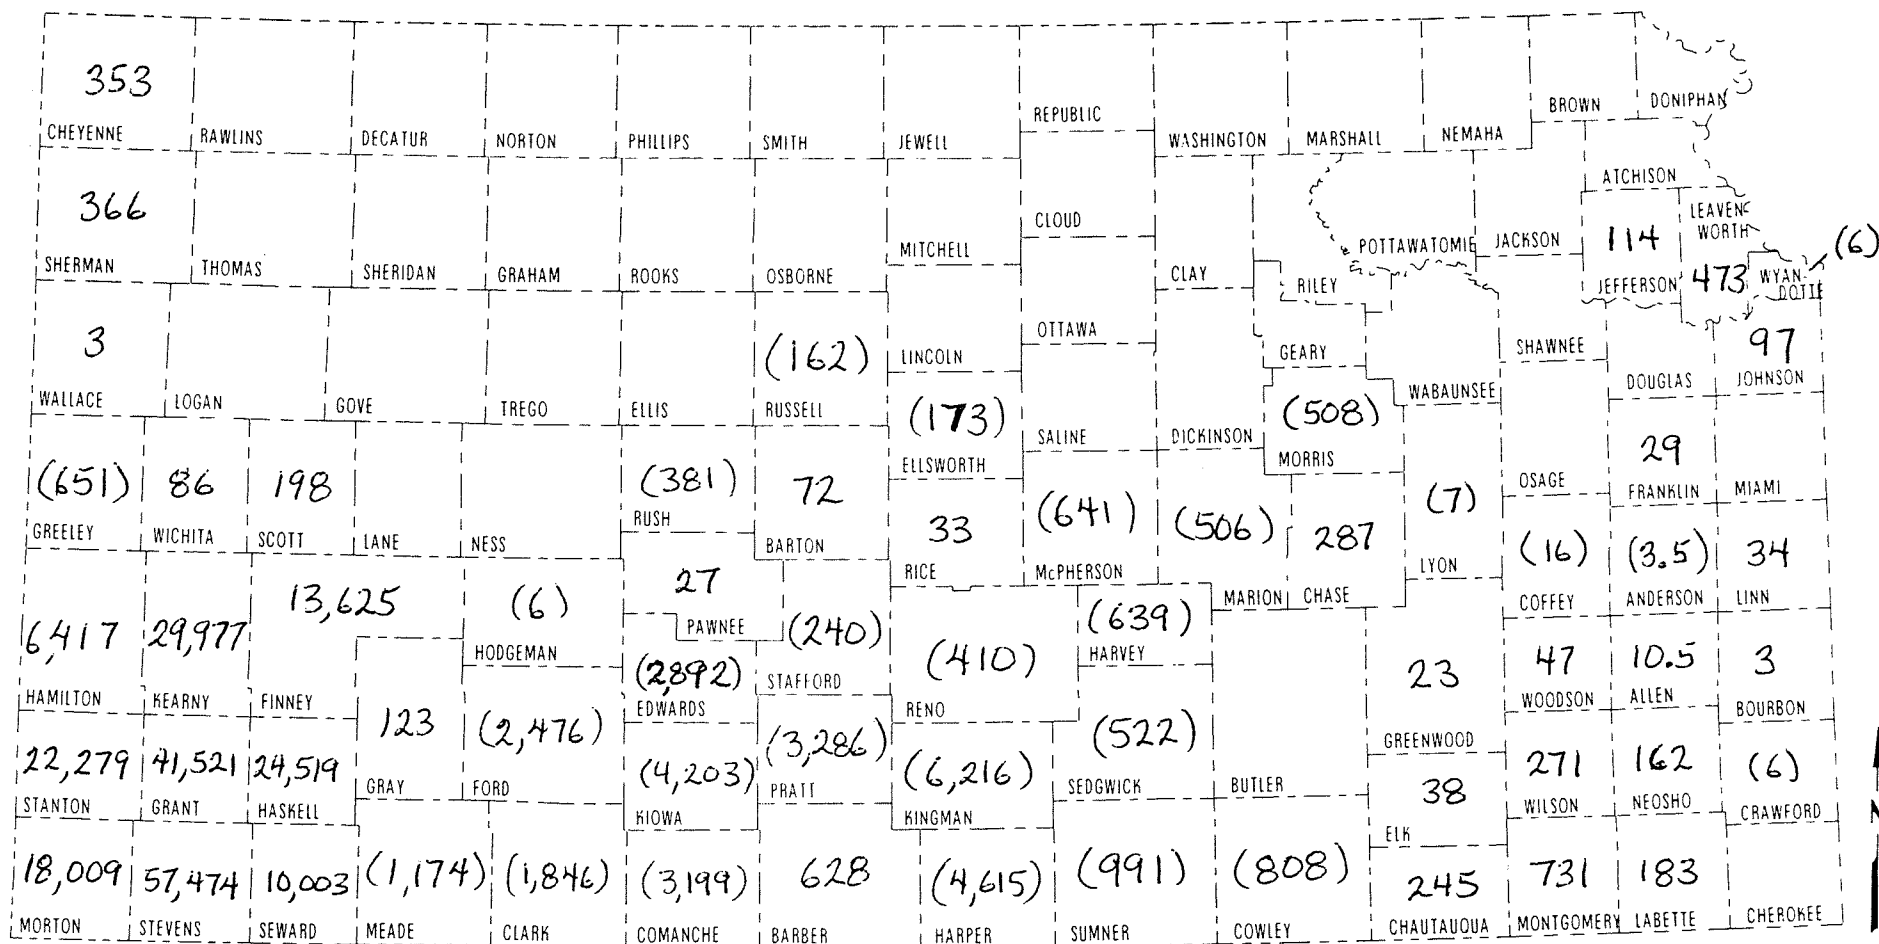 353
CHEYENNE RAWLINS DECATUR NORTON PHILLIPS SMITH JEWELL REPUBLIC WASHINGTON MARSHALL NEMAHA BROWN DONIPHAN
366
SHERMAN THOMAS SHERIDAN GRAHAM ROOKS OSBORNE MITCHELL CLOUD CLAY RILEY POTTAWATOMIE JACKSON ATCHISON
114 473 (6)
JEFFERSON LEAVEN-
WORTH WYAN-
DOTTE
3 (162) 97
WALLACE LOGAN GOVE TREGO ELLIS RUSSELL LINCOLN OTTAWA GEARY WABAUNSEE SHAWNEE DOUGLAS JOHNSON
(173) (508)
ELLSWORTH SALINE DICKINSON MORRIS
(651) 86 198 (381) 72 29
GREELEY WICHITA SCOTT LANE NESS RUSH BARTON OSAGE FRANKLIN MIAMI
33 (641) (506) 287 (7) (16) (3.5) 34
RICE McPHERSON MARION CHASE LYON COFFEY ANDERSON LINN
6,417 29,977 13,625 (6) 27 (240)
HAMILTON KEARNY FINNEY HODGEMAN PAWNEE STAFFORD
(2,892) (410) (639) 23 47 10.5 3
EDWARDS RENO HARVEY GREENWOOD WOODSON ALLEN BOURBON
22,279 41,521 24,519 123 (2,476) (4,203) (3,286) (6,216) (522) 38 271 162 (6)
STANTON GRANT HASKELL GRAY FORD KIOWA PRATT KINGMAN SEDGWICK BUTLER ELK WILSON NEOSHO CRAWFORD
18,009 57,474 10,003 (1,174) (1,846) (3,199) 628 (4,615) (991) (808) 245 731 183
MORTON STEVENS SEWARD MEADE CLARK COMANCHE BARBER HARPER SUMNER COWLEY CHAUTAUQUA MONTGOMERY LABETTE CHEROKEE